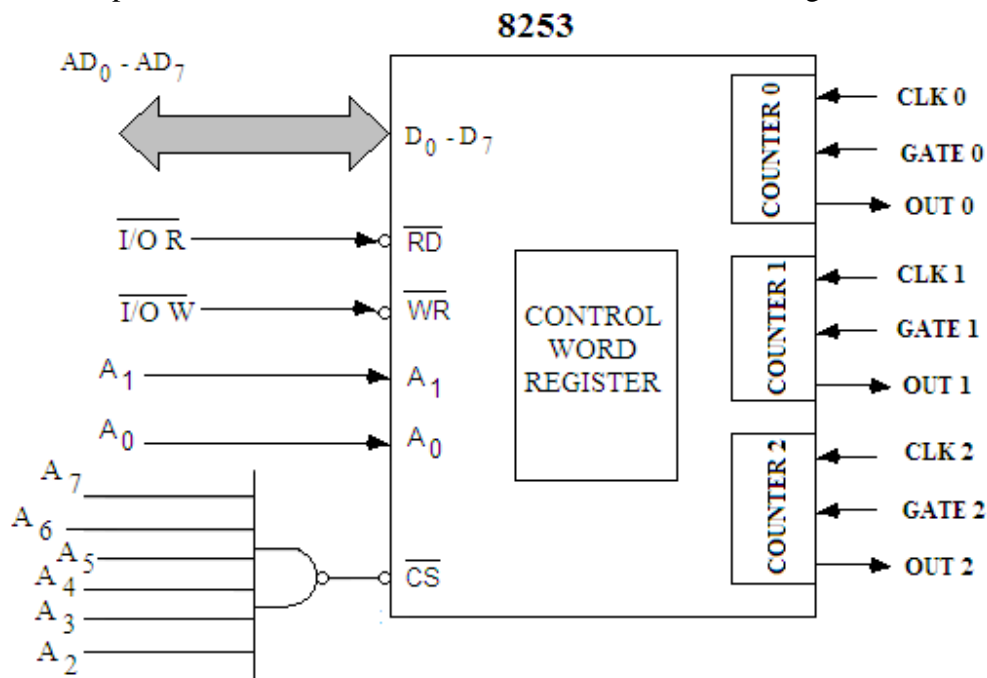 8253
AD₀ - AD₇
D₀ - D₇
I/O R
RD
I/O W
WR
A₁
A₁
A₀
A₀
A₇
A₆
A₅
A₄
A₃
A₂
CS
CONTROL
WORD
REGISTER
COUNTER 0
CLK 0
GATE 0
OUT 0
COUNTER 1
CLK 1
GATE 1
OUT 1
COUNTER 2
CLK 2
GATE 2
OUT 2